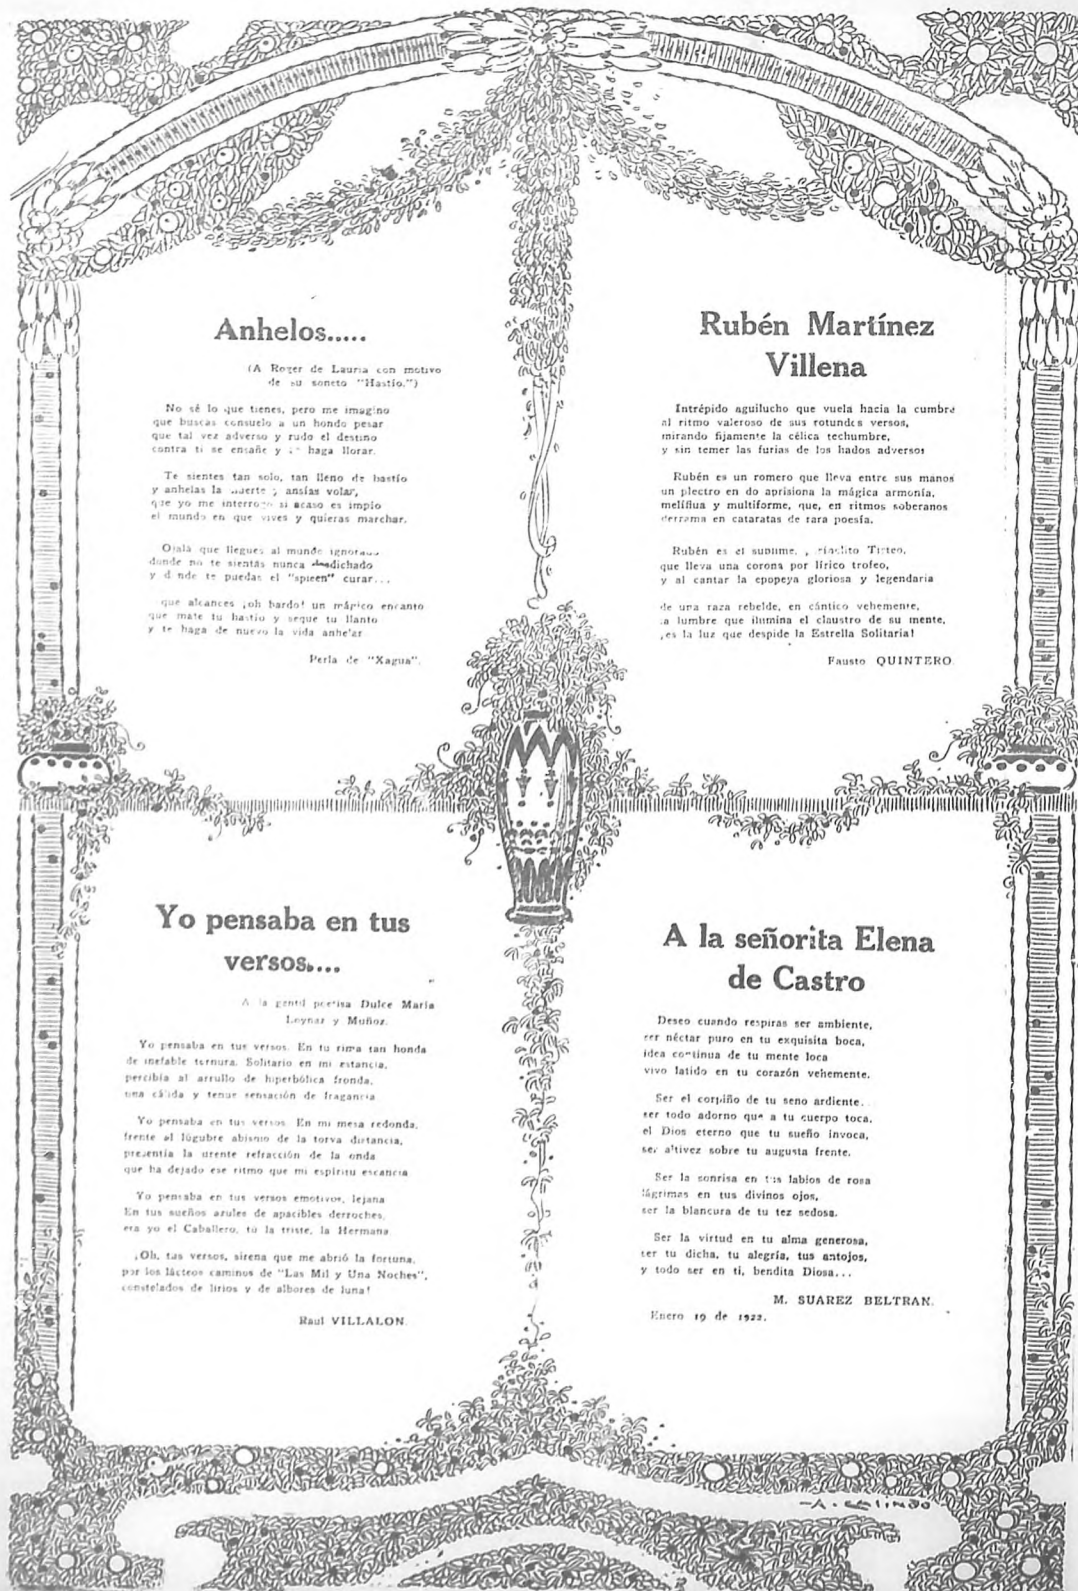 Anhelos.....
(A Roger de Lauria con motivo
de su soneto "Hastío.")
No sé lo que tienes, pero me imagino
que buscas consuelo a un hondo pesar
que tal vez adverso y rudo el destino
contra ti se ensañe y haga llorar.
Te sientes tan solo, tan lleno de hastío
y anhelas la muerte ansías volar,
que yo me interrogo si acaso es impío
el mundo en que vives y quieras marchar.
Ojalá que llegues al mundo ignorado
donde no te sientas nunca desdichado
y donde te puedas el "spleen" curar...
que alcances ¡oh bardo! un mágico encanto
que mate tu hastío y seque tu llanto
y te haga de nuevo la vida anhelar
Perla de "Xagua".
Rubén Martínez
Villena
Intrépido aguilucho que vuela hacia la cumbre
al ritmo valeroso de sus rotundos versos,
mirando fijamente la célica techumbre,
y sin temer las furias de los hados adversos
Rubén es un romero que lleva entre sus manos
un plectro en do aprisiona la mágica armonía,
meliflua y multiforme, que, en ritmos soberanos
derrama en cataratas de rara poesía.
Rubén es el sublime, Tirteo,
que lleva una corona por lírico trofeo,
y al cantar la epopeya gloriosa y legendaria
de una raza rebelde, en cántico vehemente,
la lumbre que ilumina el claustro de su mente,
¡es la luz que despide la Estrella Solitaria!
Fausto QUINTERO.
Yo pensaba en tus
versos....
A la gentil poetisa Dulce María
Loynaz y Muñoz.
Yo pensaba en tus versos. En tu rima tan honda
de inefable ternura. Solitario en mi estancia,
percibía al arrullo de hiperbólica fronda,
una cálida y tenue sensación de fragancia
Yo pensaba en tus versos. En mi mesa redonda,
frente al lúgubre abismo de la torva distancia,
presentía la urente refracción de la onda
que ha dejado ese ritmo que mi espíritu escancia
Yo pensaba en tus versos emotivos, lejana
En tus sueños azules de apacibles derroches,
era yo el Caballero, tú la triste, la Hermana
¡Oh, tus versos, sirena que me abrió la fortuna,
por los lácteos caminos de "Las Mil y Una Noches",
constelados de lirios y de albores de luna!
Raul VILLALON.
A la señorita Elena
de Castro
Deseo cuando respiras ser ambiente,
ser néctar puro en tu exquisita boca,
idea continua de tu mente loca
vivo latido en tu corazón vehemente.
Ser el corpiño de tu seno ardiente.
ser todo adorno que a tu cuerpo toca,
el Dios eterno que tu sueño invoca,
ser altivez sobre tu augusta frente.
Ser la sonrisa en tus labios de rosa
lágrimas en tus divinos ojos,
ser la blancura de tu tez sedosa.
Ser la virtud en tu alma generosa,
ser tu dicha, tu alegría, tus antojos,
y todo ser en ti, bendita Diosa...
M. SUAREZ BELTRAN.
Enero 19 de 1922.
A. GALINDO